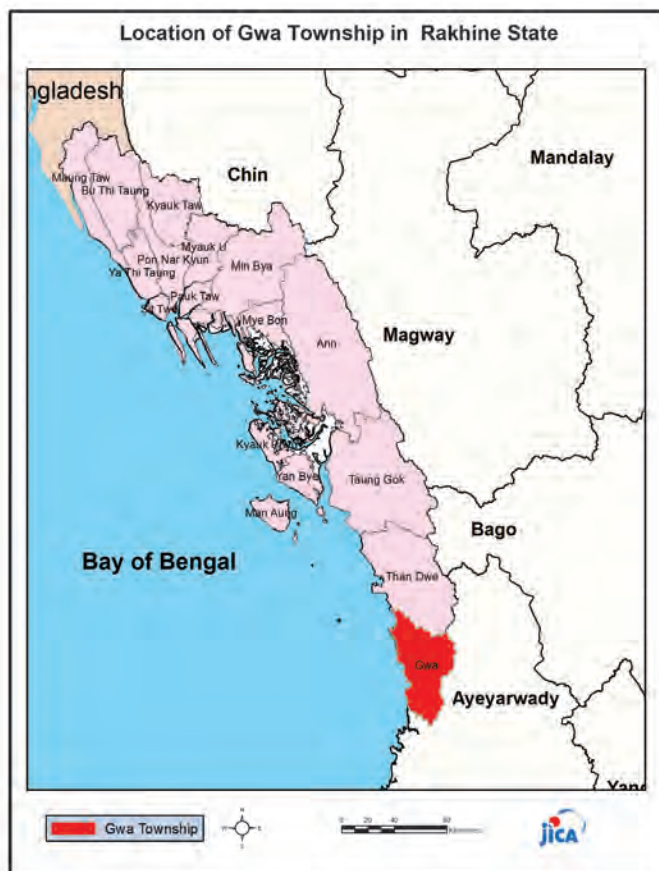 Location of Gwa Township in Rakhine State
ngladesh
Chin
Mandalay
Maung Taw
Bu Thi Taung
Kyauk Taw
Myauk U
Pon Nar Kyun
Min Bya
Ya Thi Taung
Pauk Taw
Mye Bon
Magway
Ann
Kyauk
Yan Bye
Taung Gok
Man Aung
Bago
Bay of Bengal
Than Dwe
Gwa
Ayeyarwady
Gwa Township
N
W
E
S
0 20 40
Kilometers
jICA